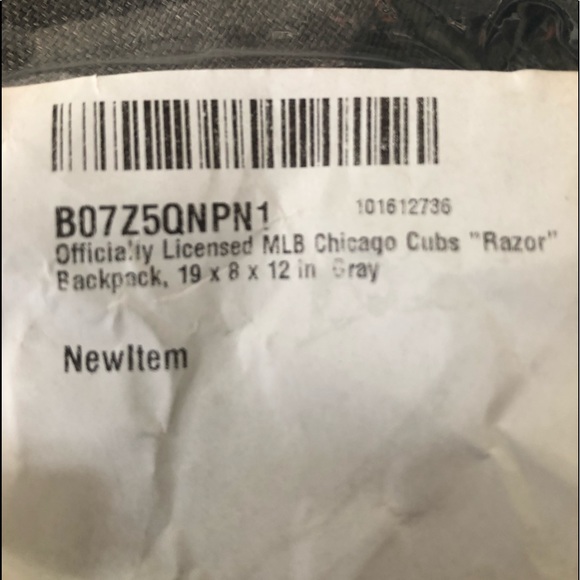 B07Z5QNPN1 101612736
Officially Licensed MLB Chicago Cubs "Razor"
Backpack, 19 x 8 x 12 in Gray
NewItem